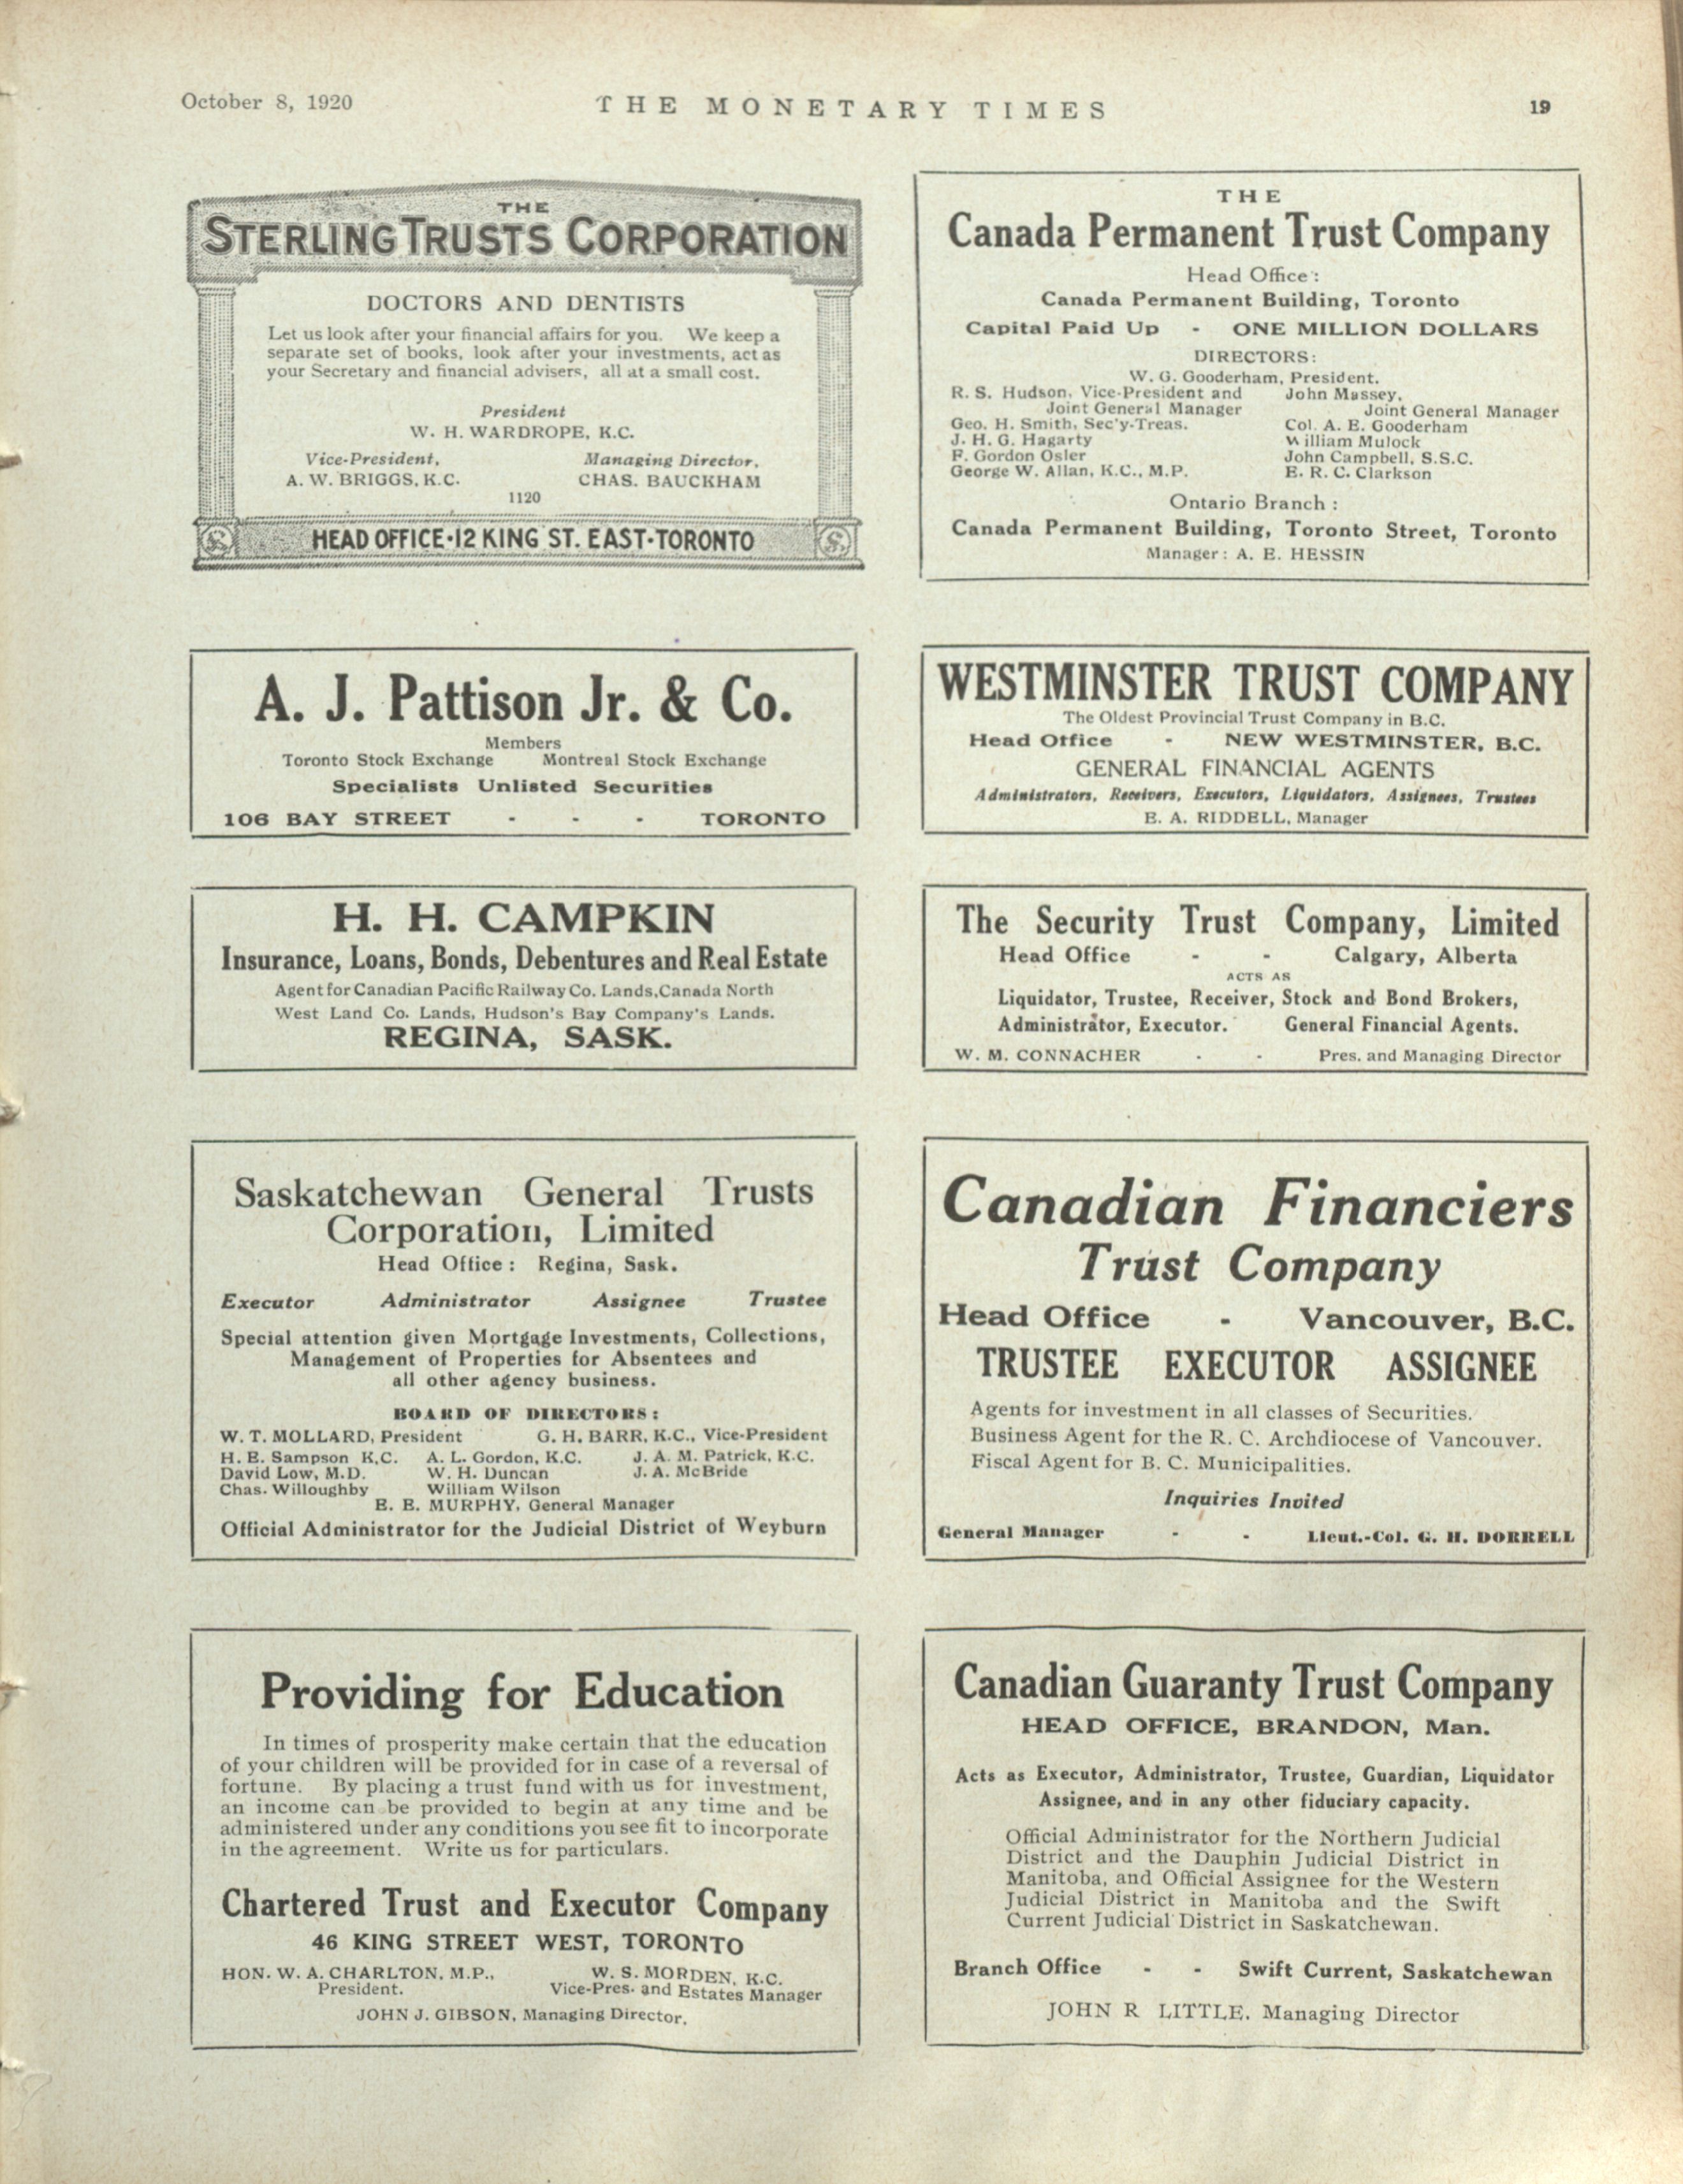 October 8, 1920
THE MONETARY TIMES
19
THE
STERLING TRUSTS CORPORATION
DOCTORS AND DENTISTS
Let us look after your financial affairs for you. We keep a
separate set of books, look after your investments, act as
your Secretary and financial advisers, all at a small cost.
President
W. H. WARDROPE, K.C.
Vice-President, Managing Director,
A. W. BRIGGS, K.C. CHAS. BAUCKHAM
1120
HEAD OFFICE·12 KING ST. EAST·TORONTO
THE
Canada Permanent Trust Company
Head Office :
Canada Permanent Building, Toronto
Capital Paid Up - ONE MILLION DOLLARS
DIRECTORS:
W. G. Gooderham, President.
R. S. Hudson, Vice-President and John Massey,
Joint General Manager Joint General Manager
Geo. H. Smith, Sec'y-Treas. Col. A. E. Gooderham
J. H. G. Hagarty William Mulock
F. Gordon Osler John Campbell, S.S.C.
George W. Allan, K.C., M.P. E. R. C. Clarkson
Ontario Branch :
Canada Permanent Building, Toronto Street, Toronto
Manager : A. E. HESSIN
A. J. Pattison Jr. & Co.
Members
Toronto Stock Exchange Montreal Stock Exchange
Specialists Unlisted Securities
106 BAY STREET - - - TORONTO
WESTMINSTER TRUST COMPANY
The Oldest Provincial Trust Company in B.C.
Head Office - NEW WESTMINSTER, B.C.
GENERAL FINANCIAL AGENTS
Administrators, Receivers, Executors, Liquidators, Assignees, Trustees
E. A. RIDDELL, Manager
H. H. CAMPKIN
Insurance, Loans, Bonds, Debentures and Real Estate
Agent for Canadian Pacific Railway Co. Lands, Canada North
West Land Co. Lands, Hudson's Bay Company's Lands.
REGINA, SASK.
The Security Trust Company, Limited
Head Office - - Calgary, Alberta
ACTS AS
Liquidator, Trustee, Receiver, Stock and Bond Brokers,
Administrator, Executor. General Financial Agents.
W. M. CONNACHER - - Pres. and Managing Director
Saskatchewan General Trusts
Corporation, Limited
Head Office : Regina, Sask.
Executor Administrator Assignee Trustee
Special attention given Mortgage Investments, Collections,
Management of Properties for Absentees and
all other agency business.
BOARD OF DIRECTORS :
W. T. MOLLARD, President G. H. BARR, K.C., Vice-President
H. E. Sampson K.C. A. L. Gordon, K.C. J. A. M. Patrick, K.C.
David Low, M.D. W. H. Duncan J. A. McBride
Chas. Willoughby William Wilson
E. E. MURPHY, General Manager
Official Administrator for the Judicial District of Weyburn
Canadian Financiers
Trust Company
Head Office - Vancouver, B.C.
TRUSTEE EXECUTOR ASSIGNEE
Agents for investment in all classes of Securities.
Business Agent for the R. C. Archdiocese of Vancouver.
Fiscal Agent for B. C. Municipalities.
Inquiries Invited
General Manager - - Lieut.-Col. G. H. DORRELL
Providing for Education
In times of prosperity make certain that the education
of your children will be provided for in case of a reversal of
fortune. By placing a trust fund with us for investment,
an income can be provided to begin at any time and be
administered under any conditions you see fit to incorporate
in the agreement. Write us for particulars.
Chartered Trust and Executor Company
46 KING STREET WEST, TORONTO
HON. W. A. CHARLTON, M.P., W. S. MORDEN, K.C.
President. Vice-Pres. and Estates Manager
JOHN J. GIBSON, Managing Director.
Canadian Guaranty Trust Company
HEAD OFFICE, BRANDON, Man.
Acts as Executor, Administrator, Trustee, Guardian, Liquidator
Assignee, and in any other fiduciary capacity.
Official Administrator for the Northern Judicial
District and the Dauphin Judicial District in
Manitoba, and Official Assignee for the Western
Judicial District in Manitoba and the Swift
Current Judicial District in Saskatchewan.
Branch Office - - Swift Current, Saskatchewan
JOHN R LITTLE, Managing Director